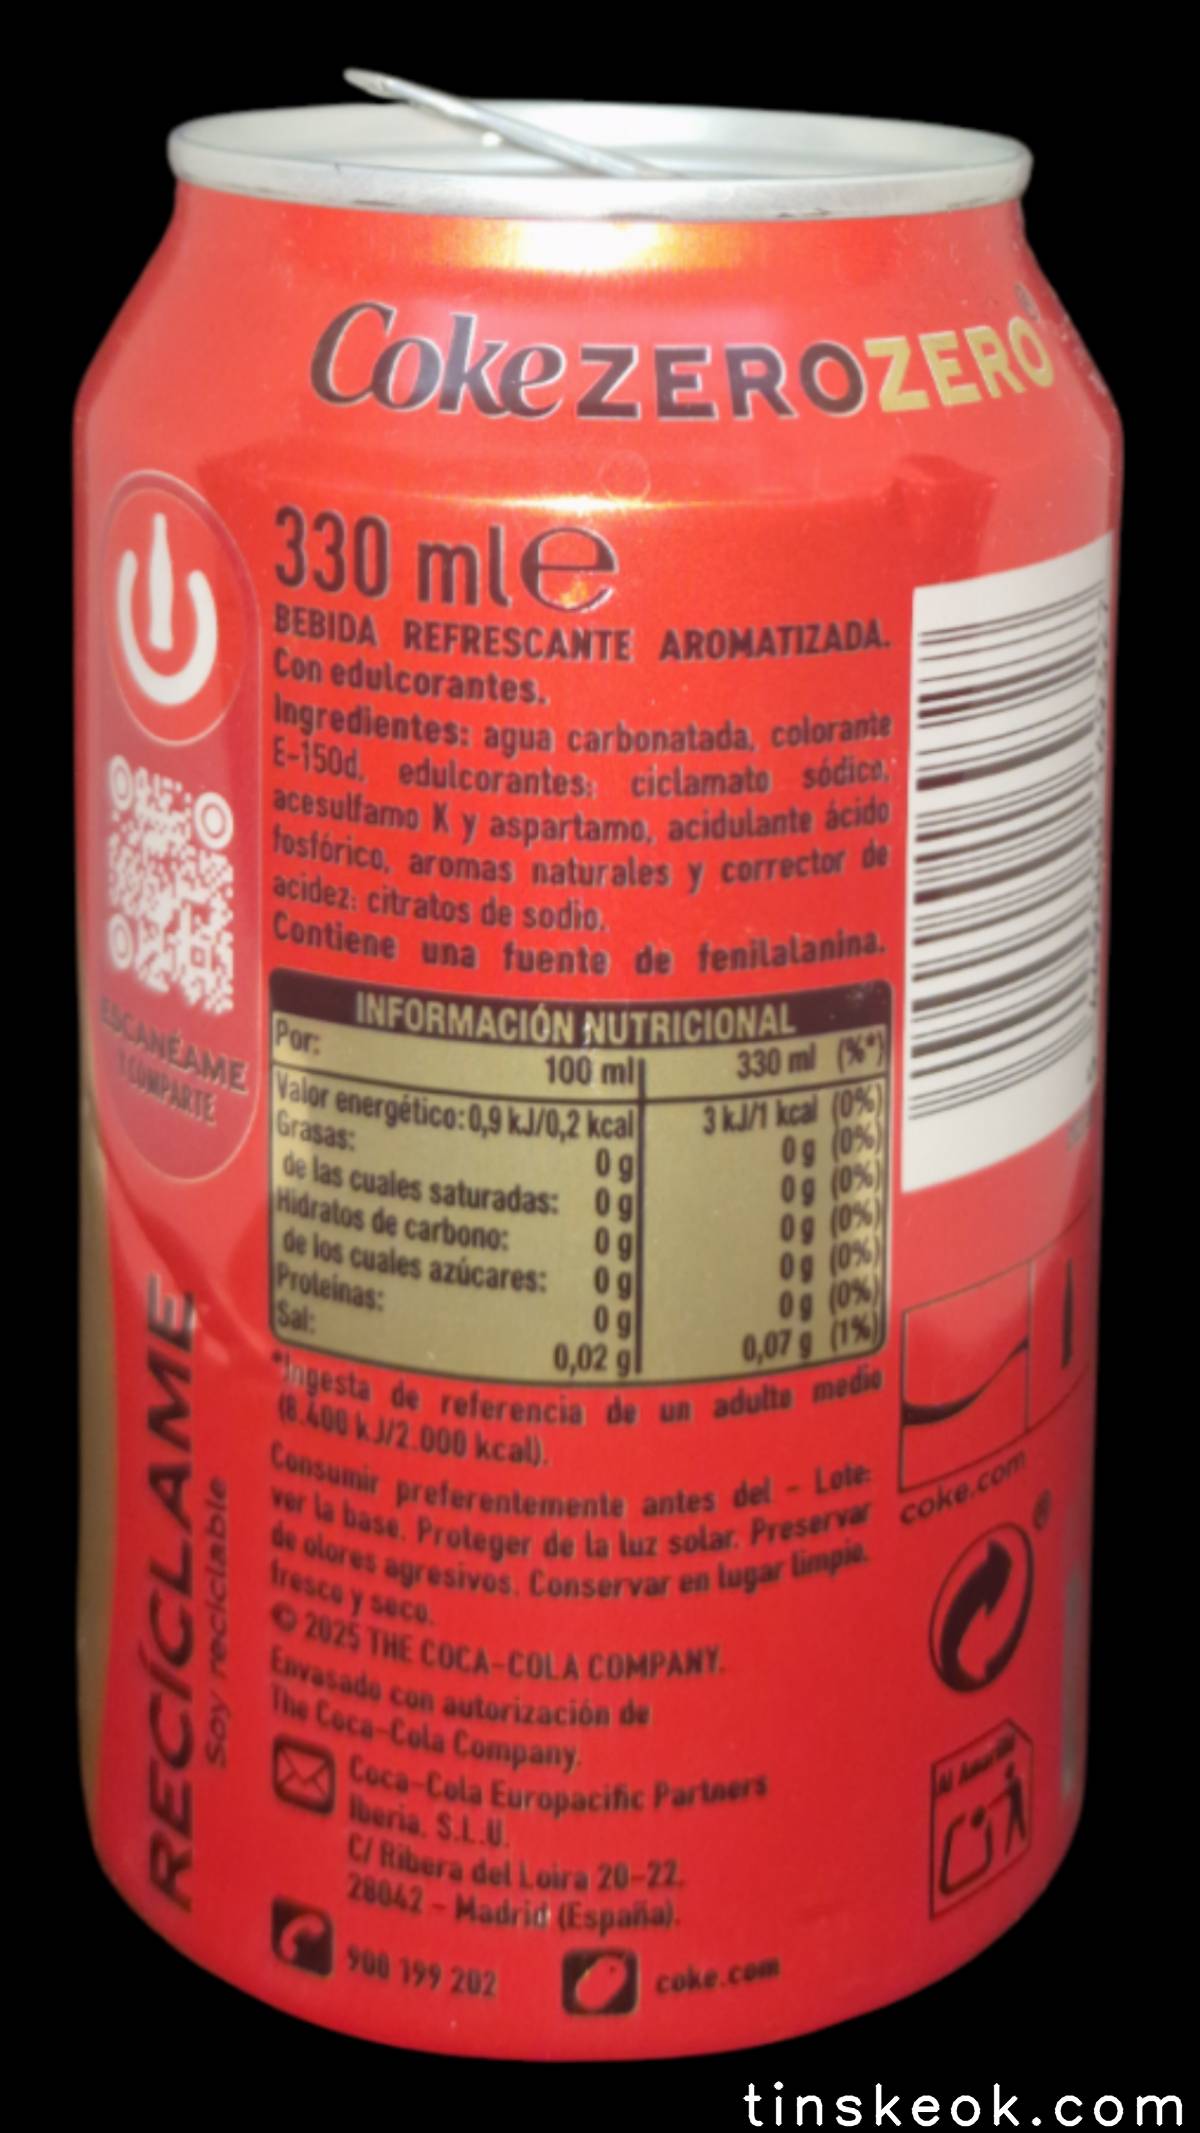 Coke ZERO ZERO
330 ml e
BEBIDA REFRESCANTE AROMATIZADA.
Con edulcorantes.
Ingredientes: agua carbonatada, colorante
E-150d, edulcorantes: ciclamato sódico,
acesulfamo K y aspartamo, acidulante ácido
fosfórico, aromas naturales y corrector de
acidez: citratos de sodio.
Contiene una fuente de fenilalanina.
INFORMACIÓN NUTRICIONAL
Por: 100 ml 330 ml (%*)
Valor energético: 0,9 kJ/0,2 kcal 3 kJ/1 kcal (0%)
Grasas: 0 g 0 g (0%)
de las cuales saturadas: 0 g 0 g (0%)
Hidratos de carbono: 0 g 0 g (0%)
de los cuales azúcares: 0 g 0 g (0%)
Proteínas: 0 g 0 g (0%)
Sal: 0,02 g 0,07 g (1%)
*Ingesta de referencia de un adulto medio
(8.400 kJ/2.000 kcal).
Consumir preferentemente antes del - Lote:
ver la base. Proteger de la luz solar. Preservar
de olores agresivos. Conservar en lugar limpio,
fresco y seco.
© 2025 THE COCA-COLA COMPANY.
Envasado con autorización de
The Coca-Cola Company.
Coca-Cola Europacific Partners
Iberia, S.L.U.
C/ Ribera del Loira 20-22.
28042 - Madrid (España).
900 199 202 coke.com
ESCANÉAME
Y COMPARTE
RECÍCLAME
Soy reciclable
coke.com
®
Al Amarillo
tinskeok.com